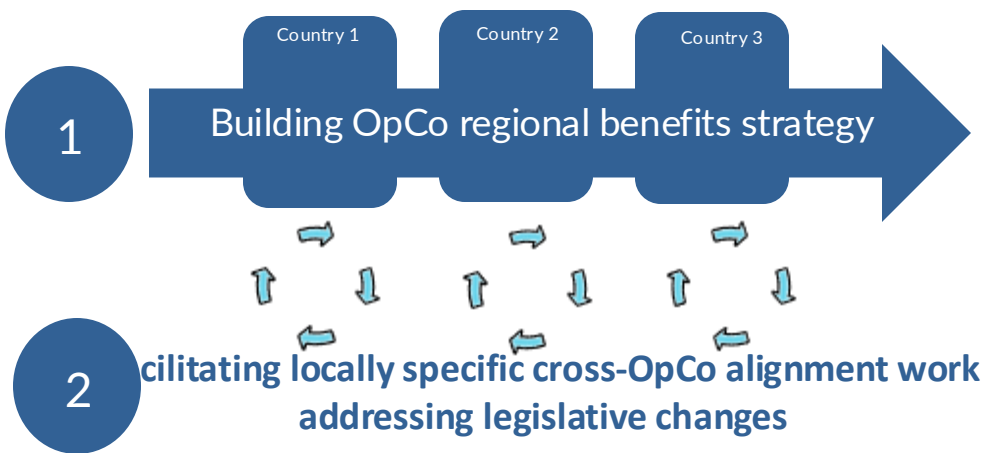 Country 1
Country 2
Country 3
1
Building OpCo regional benefits strategy
2
cilitating locally specific cross-OpCo alignment work
addressing legislative changes